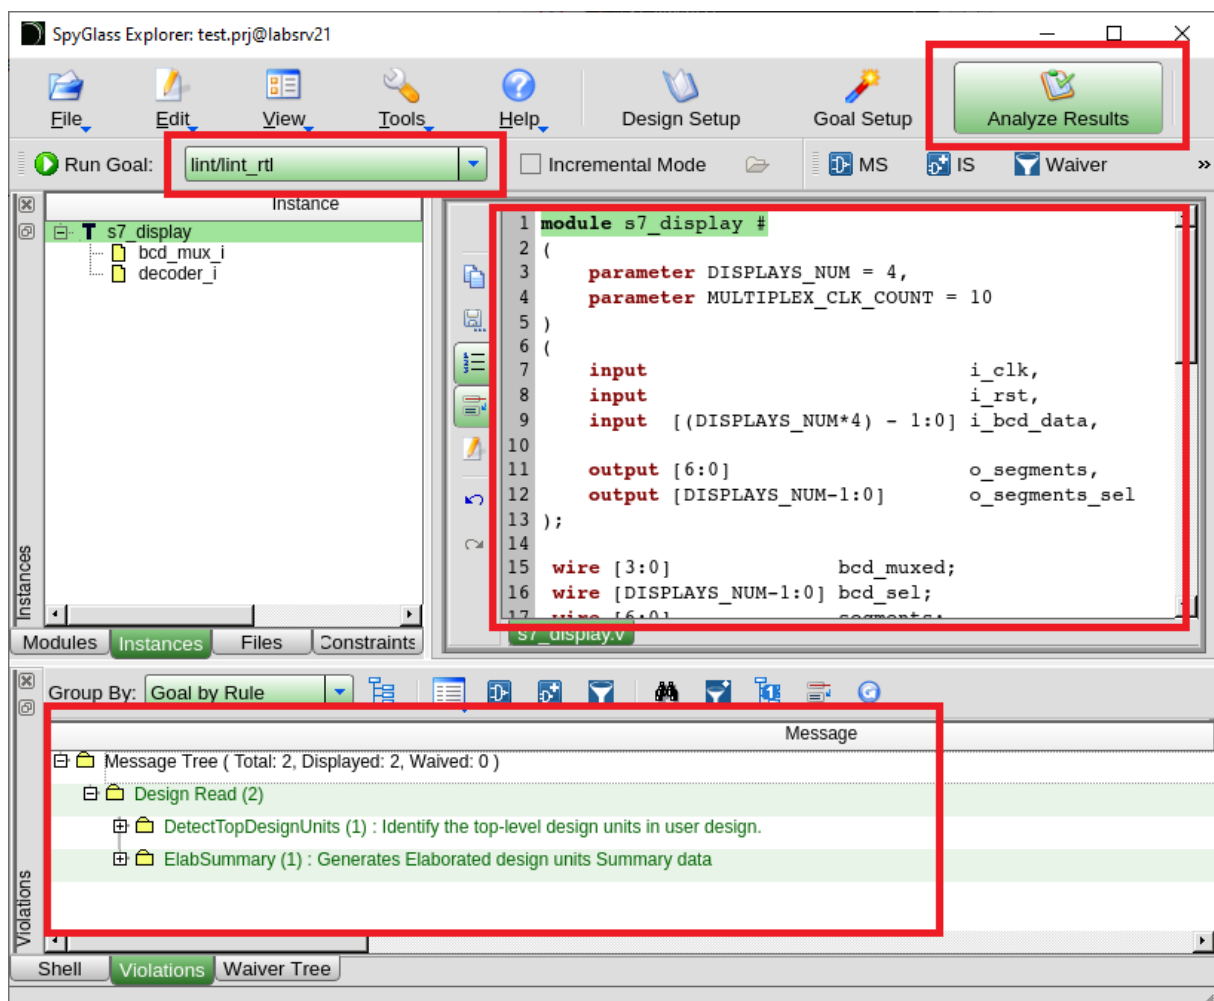 SpyGlass Explorer: test.prj@labsrv21
File Edit View Tools Help Design Setup Goal Setup Analyze Results
Run Goal: lint/lint_rtl Incremental Mode MS IS Waiver »
Instance
s7_display
bcd_mux_i
decoder_i
Instances
Modules Instances Files Constraints
1 module s7_display #
2 (
3 parameter DISPLAYS_NUM = 4,
4 parameter MULTIPLEX_CLK_COUNT = 10
5 )
6 (
7 input i_clk,
8 input i_rst,
9 input [(DISPLAYS_NUM*4) - 1:0] i_bcd_data,
10
11 output [6:0] o_segments,
12 output [DISPLAYS_NUM-1:0] o_segments_sel
13 );
14
15 wire [3:0] bcd_muxed;
16 wire [DISPLAYS_NUM-1:0] bcd_sel;
17 wire [6:0] segments;
s7_display.v
Group By: Goal by Rule
Message
Message Tree ( Total: 2, Displayed: 2, Waived: 0 )
Design Read (2)
DetectTopDesignUnits (1) : Identify the top-level design units in user design.
ElabSummary (1) : Generates Elaborated design units Summary data
Violations
Shell Violations Waiver Tree